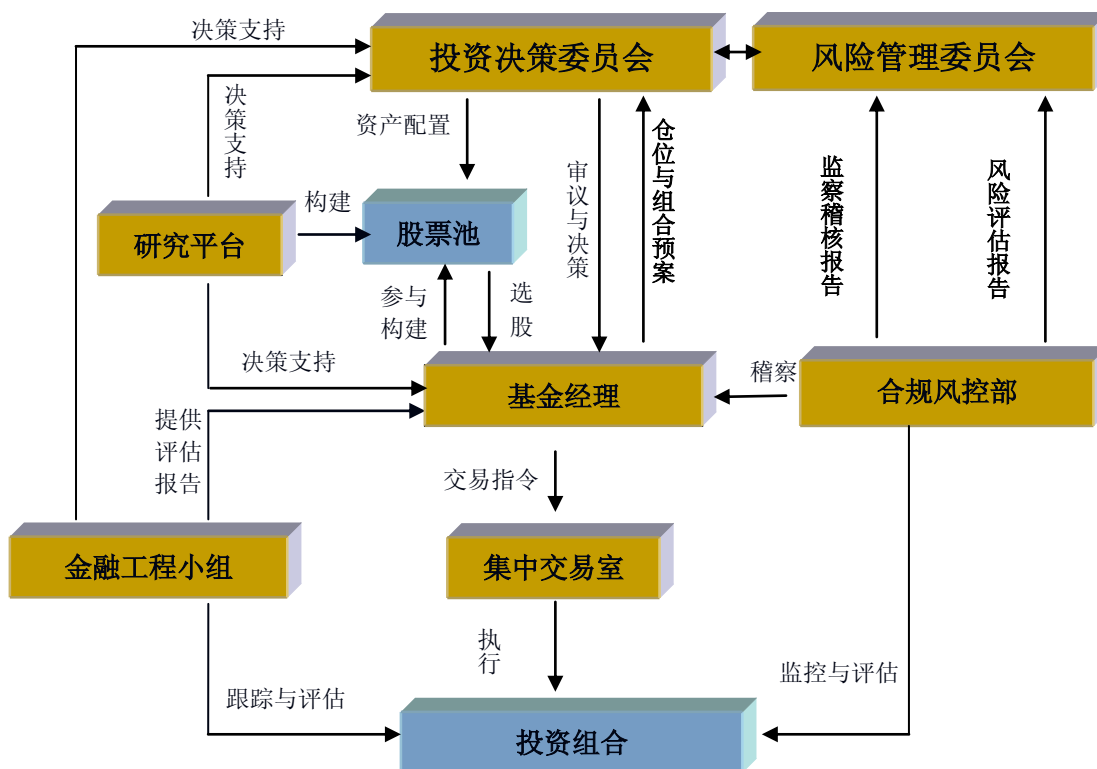 决策支持
投资决策委员会
风险管理委员会
决策支持
资产配置
审议与决策
仓位与组合预案
监察稽核报告
风险评估报告
研究平台
构建
股票池
参与
构建
选股
决策支持
基金经理
稽察
合规风控部
提供
评估
报告
交易指令
金融工程小组
集中交易室
执行
跟踪与评估
监控与评估
投资组合